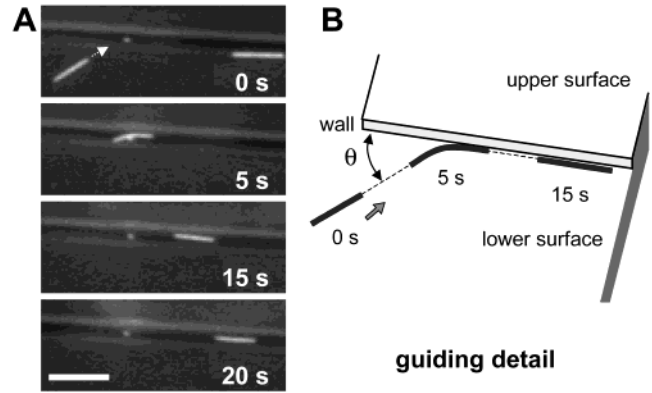 A
0 s
5 s
15 s
20 s
B
upper surface
wall
θ
5 s
15 s
0 s
lower surface
guiding detail